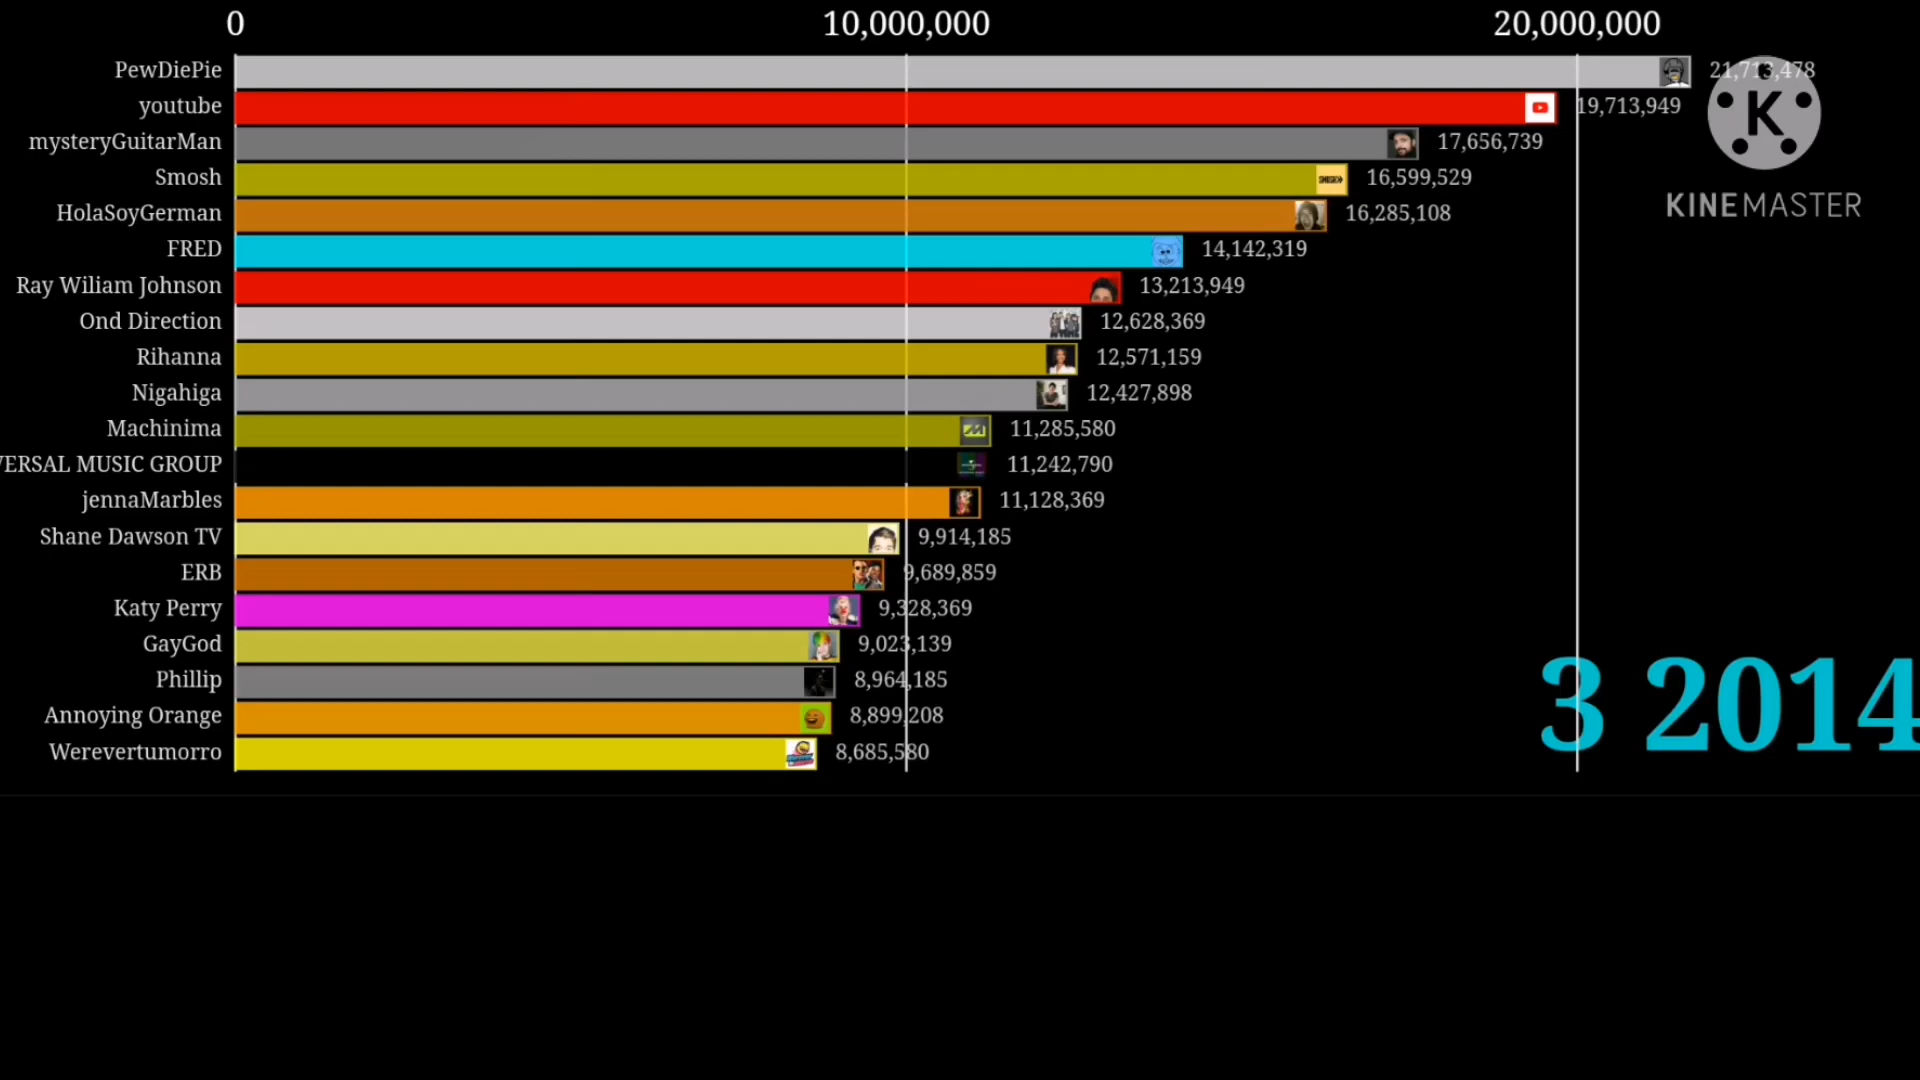 0 10,000,000 20,000,000
PewDiePie 21,713,478
youtube 19,713,949
mysteryGuitarMan 17,656,739
Smosh 16,599,529
HolaSoyGerman 16,285,108
FRED 14,142,319
Ray Wiliam Johnson 13,213,949
Ond Direction 12,628,369
Rihanna 12,571,159
Nigahiga 12,427,898
Machinima 11,285,580
VERSAL MUSIC GROUP 11,242,790
jennaMarbles 11,128,369
Shane Dawson TV 9,914,185
ERB 9,689,859
Katy Perry 9,328,369
GayGod 9,023,139
Phillip 8,964,185
Annoying Orange 8,899,208
Werevertumorro 8,685,580
K
KINEMASTER
3 2014